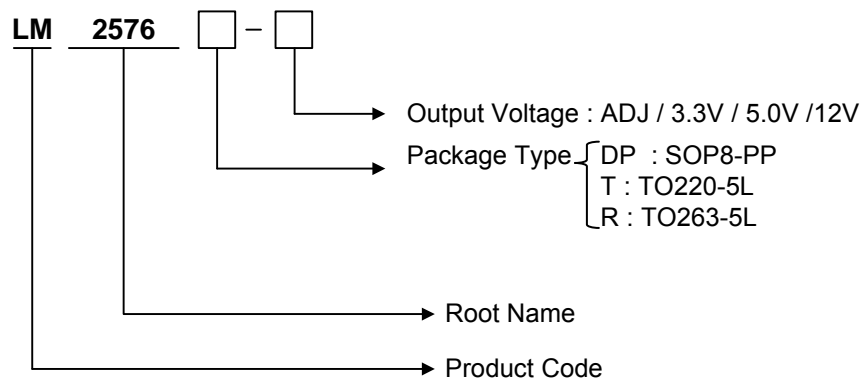 LM 2576 –
Output Voltage : ADJ / 3.3V / 5.0V /12V
Package Type DP : SOP8-PP
T : TO220-5L
R : TO263-5L
Root Name
Product Code